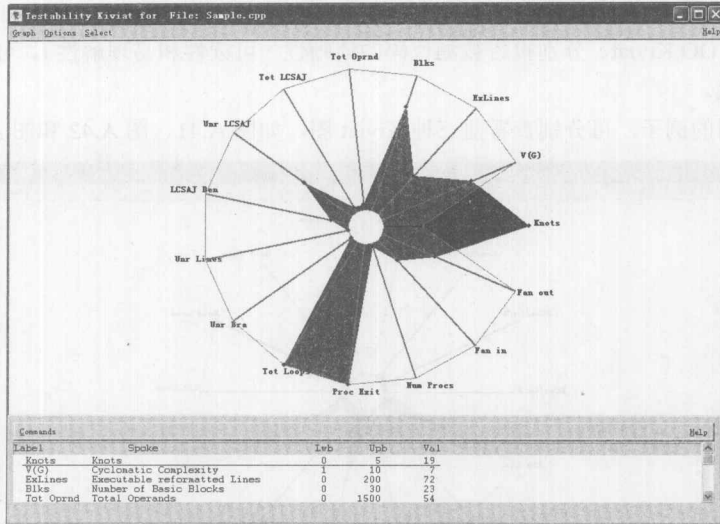 Testability Kiviat for File: Sample.cpp
Graph Options Select Help
Tot Oprnd
Blks
Tot LCSAJ
ExLines
Unr LCSAJ
V(G)
LCSAJ Den
Knots
Unr Lines
Fan out
Unr Bra
Fan in
Tot Loops
Proc Exit
Num Procs
Commands Help
Label Spoke Lwb Upb Val
Knots Knots 0 5 19
V(G) Cyclomatic Complexity 1 10 7
ExLines Executable reformatted Lines 0 200 72
Blks Number of Basic Blocks 0 30 23
Tot Oprnd Total Operands 0 1500 54